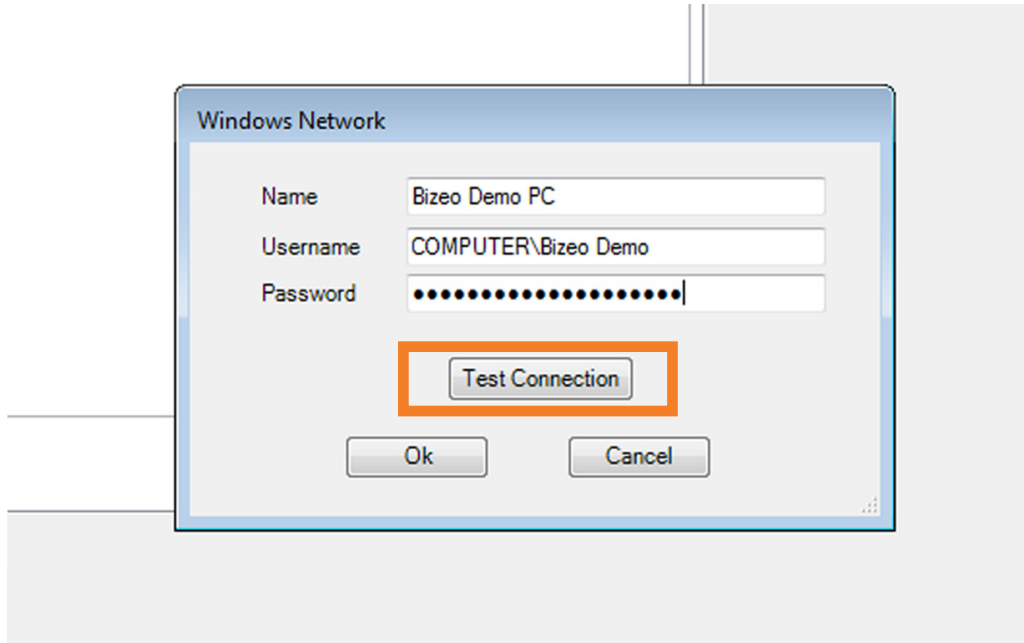 Windows Network
Name Bizeo Demo PC
Username COMPUTER\Bizeo Demo
Password ••••••••••••••••••••
Test Connection
Ok Cancel